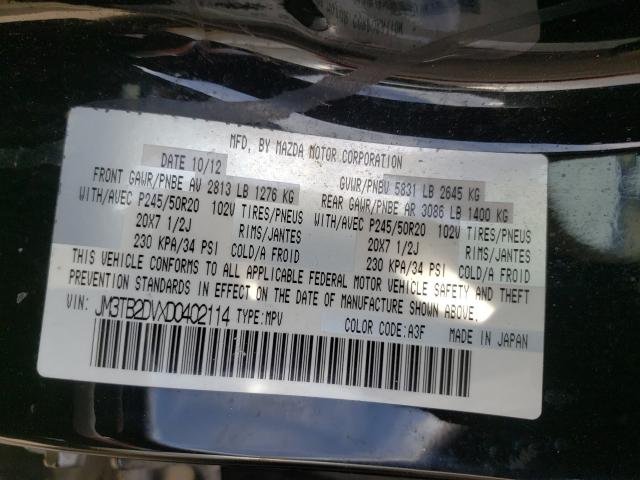 MFD. BY MAZDA MOTOR CORPORATION
DATE 10/12 GVWR/PNBV 5831 LB 2645 KG
FRONT GAWR/PNBE AV 2813 LB 1276 KG REAR GAWR/PNBE AR 3086 LB 1400 KG
WITH/AVEC P245/50R20 102V TIRES/PNEUS WITH/AVEC P245/50R20 102V TIRES/PNEUS
20X7 1/2J RIMS/JANTES 20X7 1/2J RIMS/JANTES
230 KPA/34 PSI COLD/A FROID 230 KPA/34 PSI COLD/A FROID
THIS VEHICLE CONFORMS TO ALL APPLICABLE FEDERAL MOTOR VEHICLE SAFETY AND THEFT
PREVENTION STANDARDS IN EFFECT ON THE DATE OF MANUFACTURE SHOWN ABOVE.
VIN: JM3TB2DVXD0402114 TYPE:MPV
COLOR CODE: A3F MADE IN JAPAN